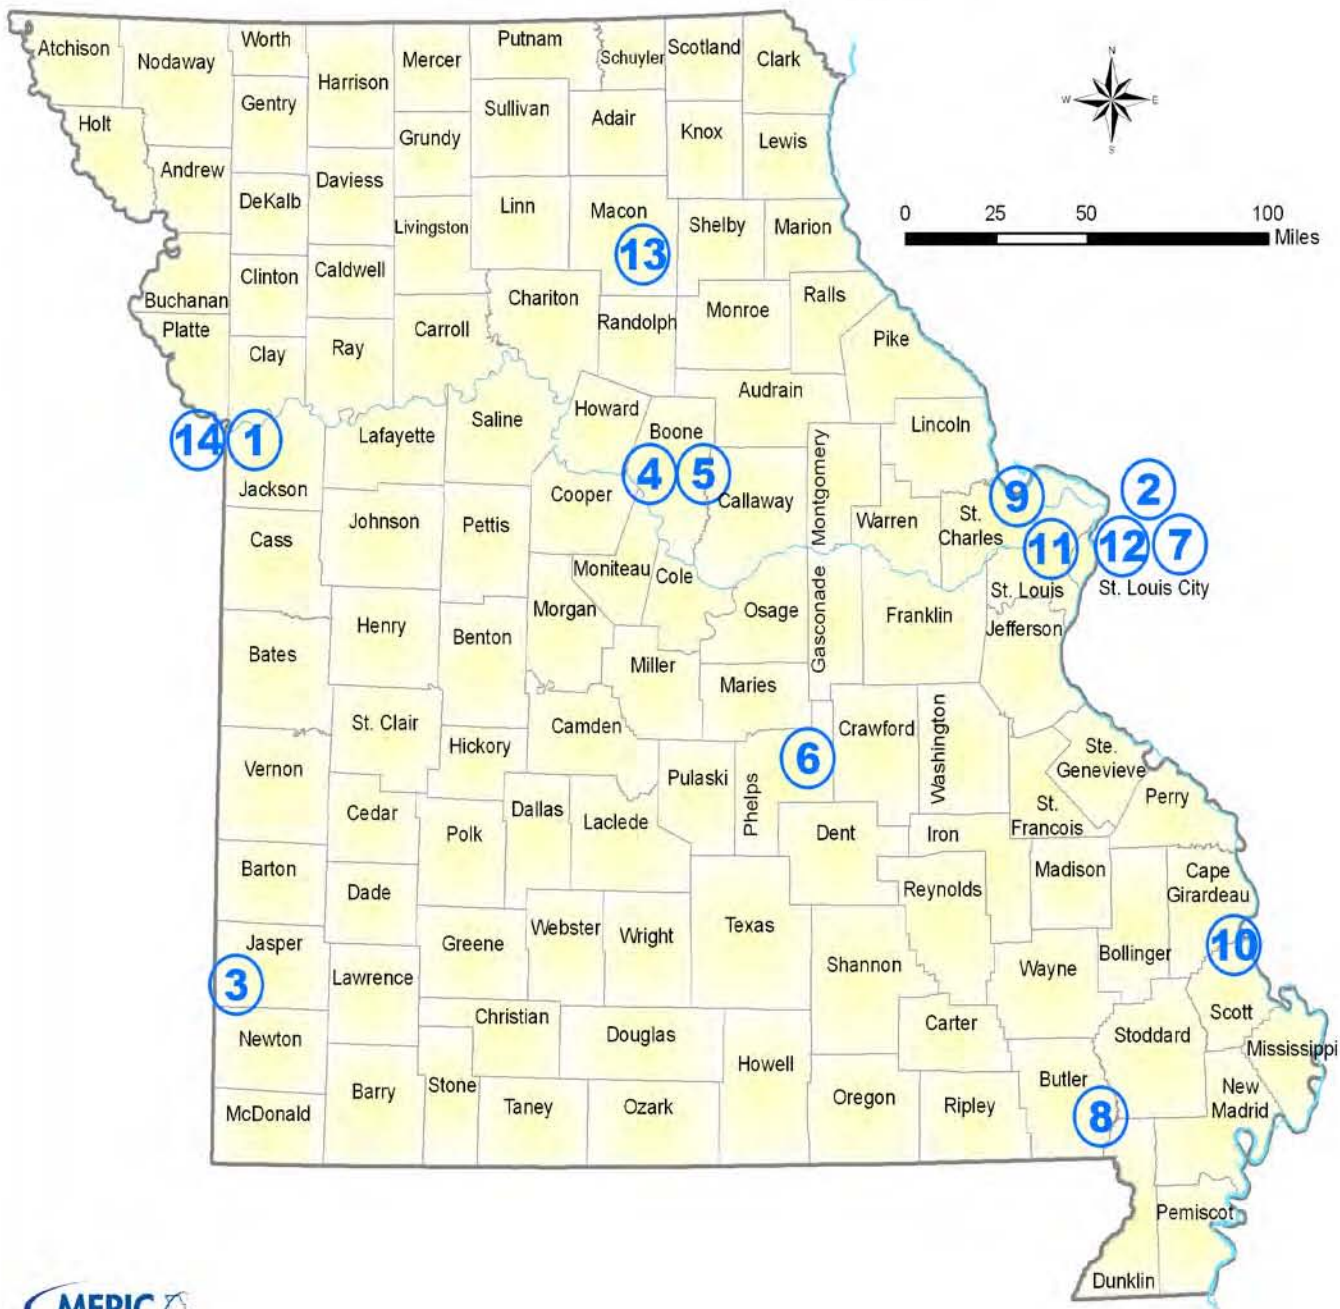 Atchison
Nodaway
Worth
Harrison
Mercer
Putnam
Schuyler
Scotland
Clark
N
W
E
S
Gentry
Sullivan
Adair
Knox
Lewis
Holt
Grundy
Andrew
DeKalb
Daviess
Livingston
Linn
Macon
13
Shelby
Marion
0 25 50 100
Miles
Buchanan
Clinton
Caldwell
Chariton
Randolph
Monroe
Ralls
Platte
Clay
Ray
Carroll
Pike
Audrain
14
1
Jackson
Lafayette
Saline
Howard
Boone
4
5
Callaway
Montgomery
Lincoln
Cooper
Warren
St.
Charles
9
2
11
12
7
St. Louis
St. Louis City
Cass
Johnson
Pettis
Moniteau
Cole
Morgan
Osage
Gasconade
Franklin
Jefferson
Bates
Henry
Benton
Miller
Maries
St. Clair
Camden
Hickory
6
Crawford
Washington
Ste.
Genevieve
Vernon
Pulaski
Phelps
St.
Francois
Perry
Cedar
Polk
Dallas
Laclede
Dent
Iron
Barton
Dade
Reynolds
Madison
Cape
Girardeau
Jasper
3
Lawrence
Greene
Webster
Wright
Texas
Shannon
Wayne
Bollinger
10
Newton
Christian
Douglas
Carter
Stoddard
Scott
Mississippi
McDonald
Barry
Stone
Taney
Ozark
Howell
Oregon
Ripley
Butler
8
New
Madrid
Pemiscot
Dunklin
MERIC